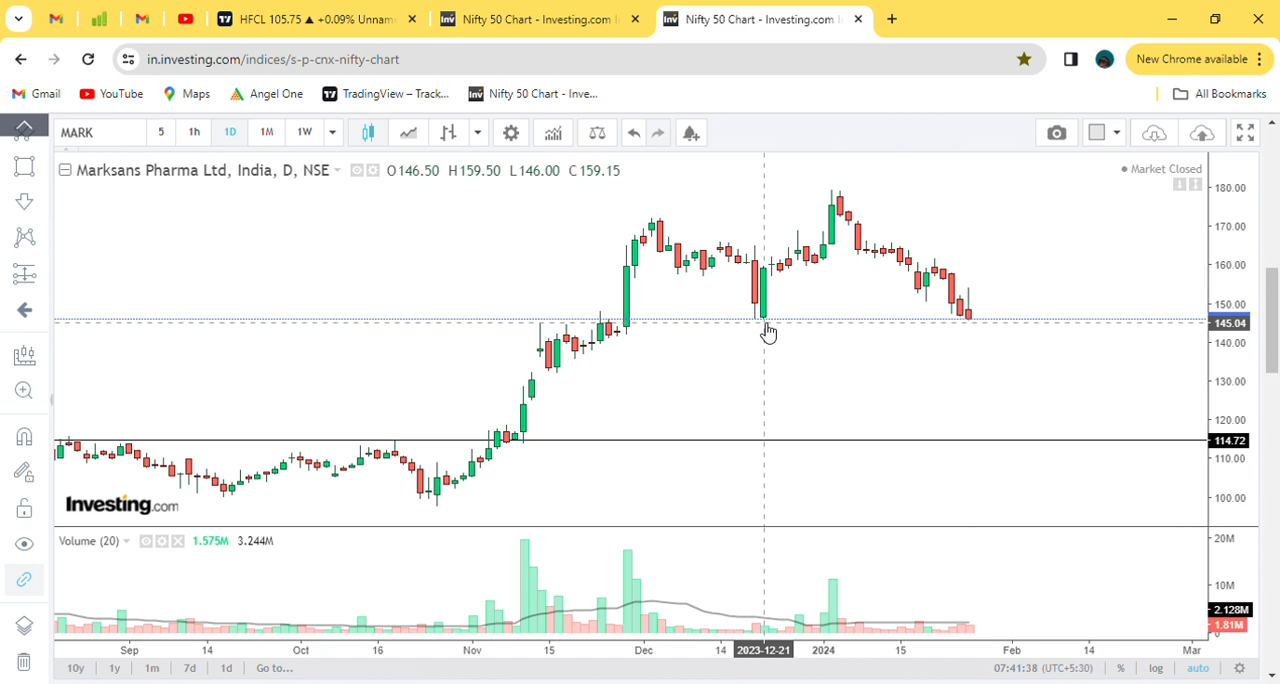 HFCL 105.75 ▲ +0.09% Unnam
Nifty 50 Chart - Investing.com I
Nifty 50 Chart - Investing.com I
in.investing.com/indices/s-p-cnx-nifty-chart
New Chrome available
Gmail
YouTube
Maps
Angel One
TradingView – Track...
Nifty 50 Chart - Inve...
All Bookmarks
MARK
5
1h
1D
1M
1W
Marksans Pharma Ltd, India, D, NSE
O146.50 H159.50 L146.00 C159.15
Market Closed
180.00
170.00
160.00
150.00
145.04
140.00
130.00
120.00
114.72
110.00
100.00
Investing.com
Volume (20)
1.575M 3.244M
20M
10M
2.128M
1.81M
0
Sep 14 Oct 16 Nov 15 Dec 14 2023-12-21 2024 15 Feb 14 Mar
10y 1y 1m 7d 1d Go to...
07:41:38 (UTC+5:30) % log auto